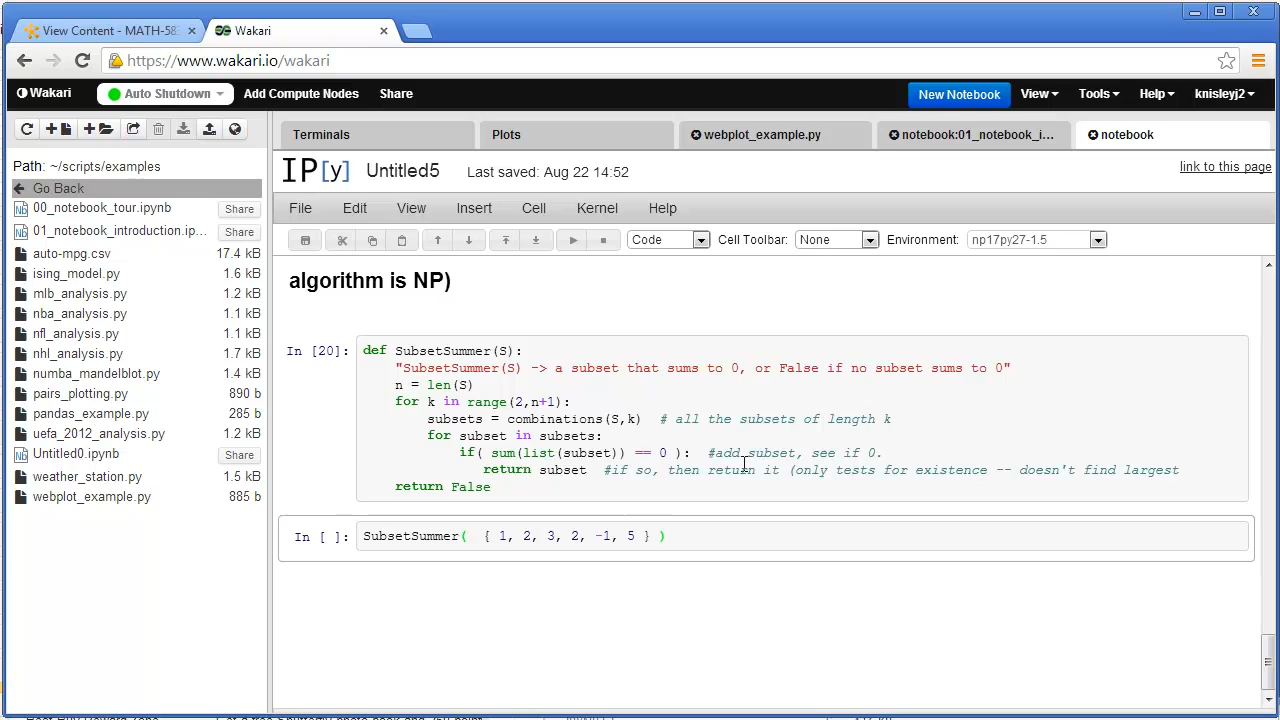 View Content - MATH-58
Wakari
https://www.wakari.io/wakari
Wakari
Auto Shutdown
Add Compute Nodes
Share
New Notebook
View
Tools
Help
knisleyj2
Terminals
Plots
webplot_example.py
notebook:01_notebook_i...
notebook
Path: ~/scripts/examples
Go Back
00_notebook_tour.ipynb Share
01_notebook_introduction.ip... Share
auto-mpg.csv 17.4 kB
ising_model.py 1.6 kB
mlb_analysis.py 1.2 kB
nba_analysis.py 1.1 kB
nfl_analysis.py 1.1 kB
nhl_analysis.py 1.7 kB
numba_mandelblot.py 1.1 kB
pairs_plotting.py 890 b
pandas_example.py 285 b
uefa_2012_analysis.py 1.1 kB
Untitled0.ipynb Share
weather_station.py 1.5 kB
webplot_example.py 885 b
IP[y] Untitled5 Last saved: Aug 22 14:52
link to this page
File Edit View Insert Cell Kernel Help
Code Cell Toolbar: None Environment: np17py27-1.5
algorithm is NP)
In [20]: def SubsetSummer(S):
"SubsetSummer(S) -> a subset that sums to 0, or False if no subset sums to 0"
n = len(S)
for k in range(2,n+1):
subsets = combinations(S,k) # all the subsets of length k
for subset in subsets:
if( sum(list(subset)) == 0 ): #add subset, see if 0.
return subset #if so, then return it (only tests for existence -- doesn't find largest
return False
In [ ]: SubsetSummer( { 1, 2, 3, 2, -1, 5 } )